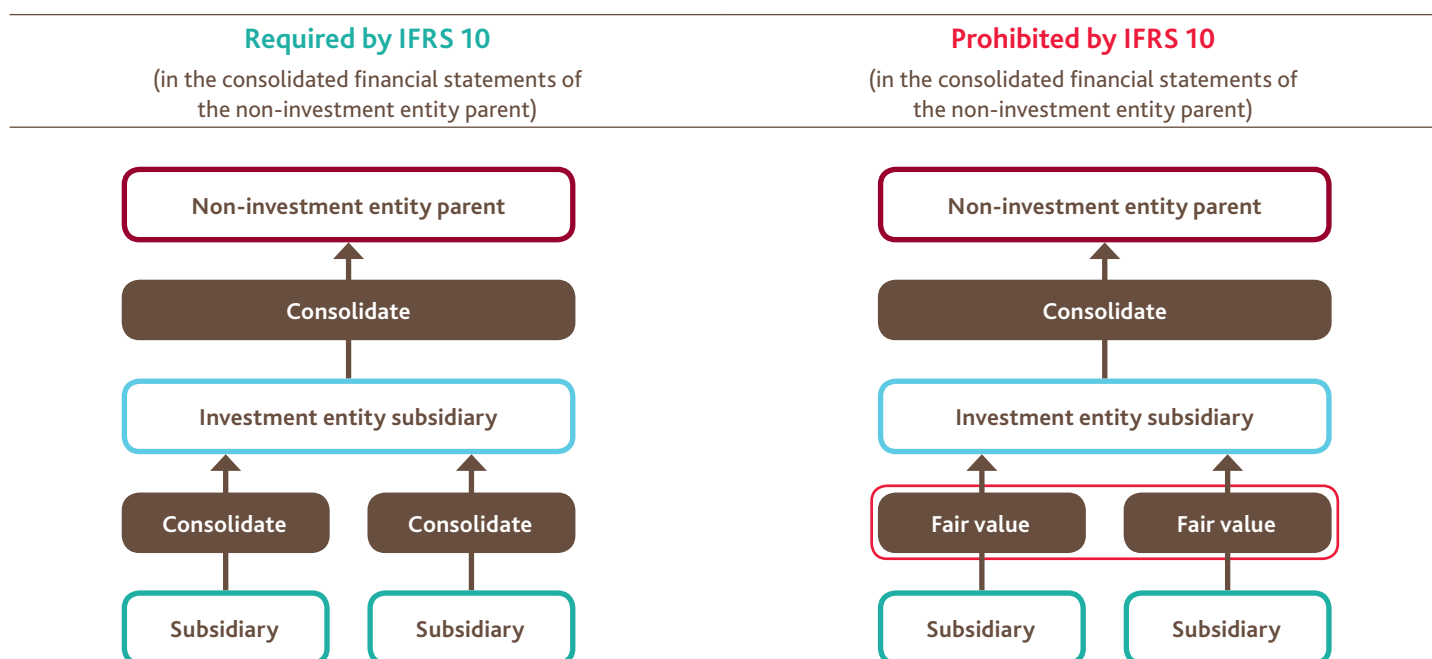 Required by IFRS 10
(in the consolidated financial statements of
the non-investment entity parent)
Non-investment entity parent
Consolidate
Investment entity subsidiary
Consolidate
Consolidate
Subsidiary
Subsidiary
Prohibited by IFRS 10
(in the consolidated financial statements of
the non-investment entity parent)
Non-investment entity parent
Consolidate
Investment entity subsidiary
Fair value
Fair value
Subsidiary
Subsidiary